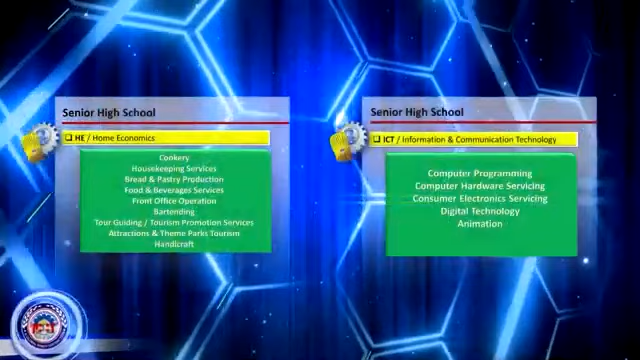 Senior High School
HE / Home Economics
Cookery
Housekeeping Services
Bread & Pastry Production
Food & Beverages Services
Front Office Operation
Bartending
Tour Guiding / Tourism Promotion Services
Attractions & Theme Parks Tourism
Handicraft
Senior High School
ICT / Information & Communication Technology
Computer Programming
Computer Hardware Servicing
Consumer Electronics Servicing
Digital Technology
Animation